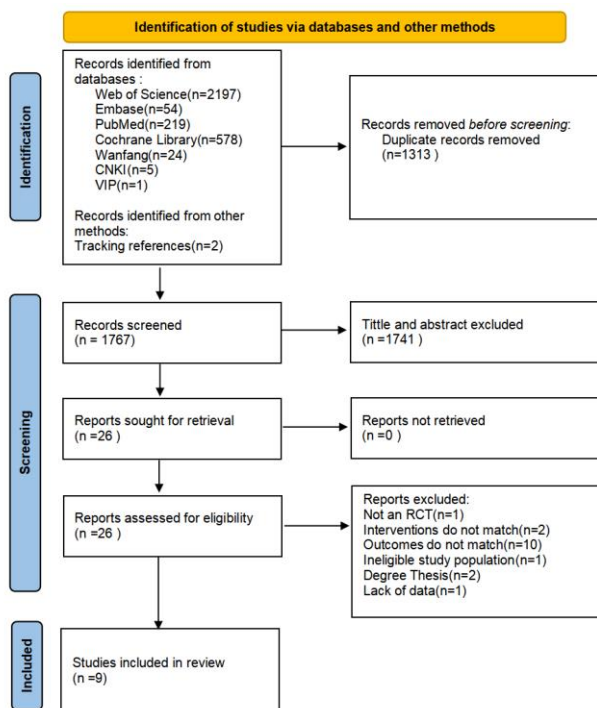 Identification of studies via databases and other methods
Identification
Records identified from
databases :
Web of Science(n=2197)
Embase(n=54)
PubMed(n=219)
Cochrane Library(n=578)
Wanfang(n=24)
CNKI(n=5)
VIP(n=1)
Records identified from other
methods:
Tracking references(n=2)
Records removed before screening:
Duplicate records removed
(n=1313 )
Screening
Records screened
(n = 1767)
Tittle and abstract excluded
(n =1741 )
Reports sought for retrieval
(n =26 )
Reports not retrieved
(n =0 )
Reports assessed for eligibility
(n =26 )
Reports excluded:
Not an RCT(n=1)
Interventions do not match(n=2)
Outcomes do not match(n=10)
Ineligible study population(n=1)
Degree Thesis(n=2)
Lack of data(n=1)
Included
Studies included in review
(n =9)